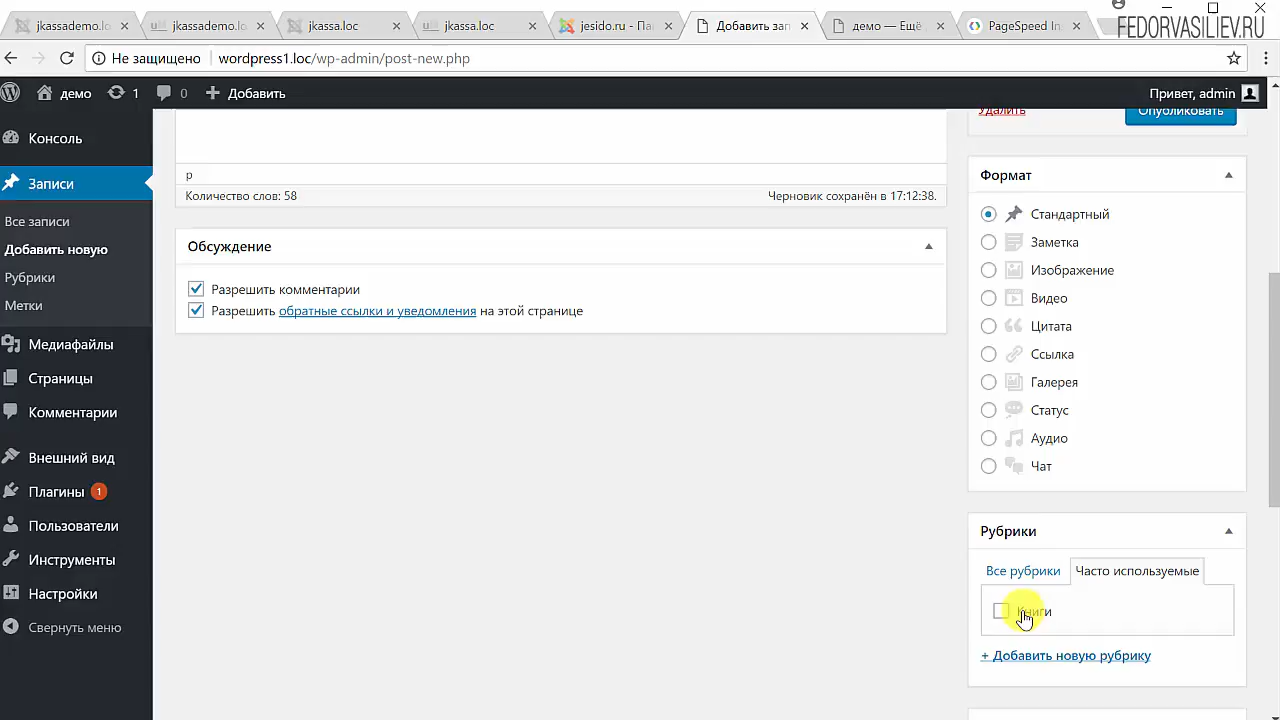 jkassademo.lo
jkassademo.lo
jkassa.loc
jkassa.loc
jesido.ru - Па
Добавить зап
демо — Ещё
PageSpeed In
FEDORVASILIEV.RU
Не защищено
wordpress1.loc/wp-admin/post-new.php
демо
1
0
Добавить
Привет, admin
Консоль
Записи
Все записи
Добавить новую
Рубрики
Метки
Медиафайлы
Страницы
Комментарии
Внешний вид
Плагины 1
Пользователи
Инструменты
Настройки
Свернуть меню
p
Количество слов: 58
Черновик сохранён в 17:12:38.
Обсуждение
Разрешить комментарии
Разрешить обратные ссылки и уведомления на этой странице
Удалить
Опубликовать
Формат
Стандартный
Заметка
Изображение
Видео
Цитата
Ссылка
Галерея
Статус
Аудио
Чат
Рубрики
Все рубрики
Часто используемые
Книги
+ Добавить новую рубрику